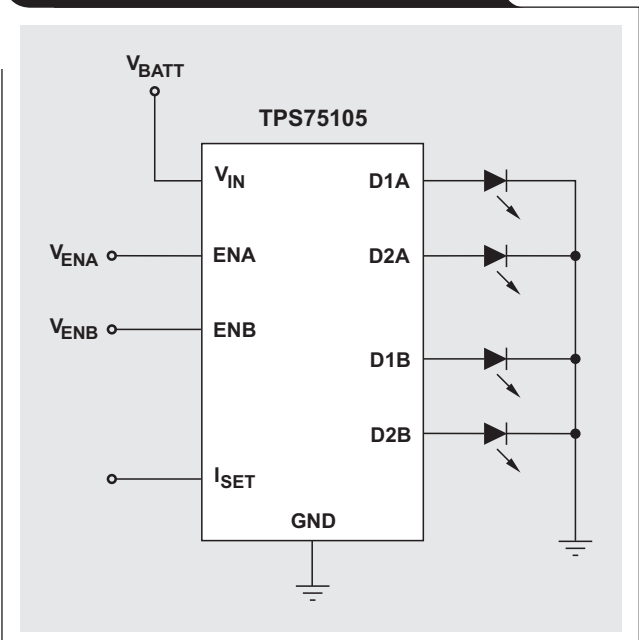 VBATT
TPS75105
VIN
D1A
VENA
ENA
D2A
VENB
ENB
D1B
D2B
ISET
GND